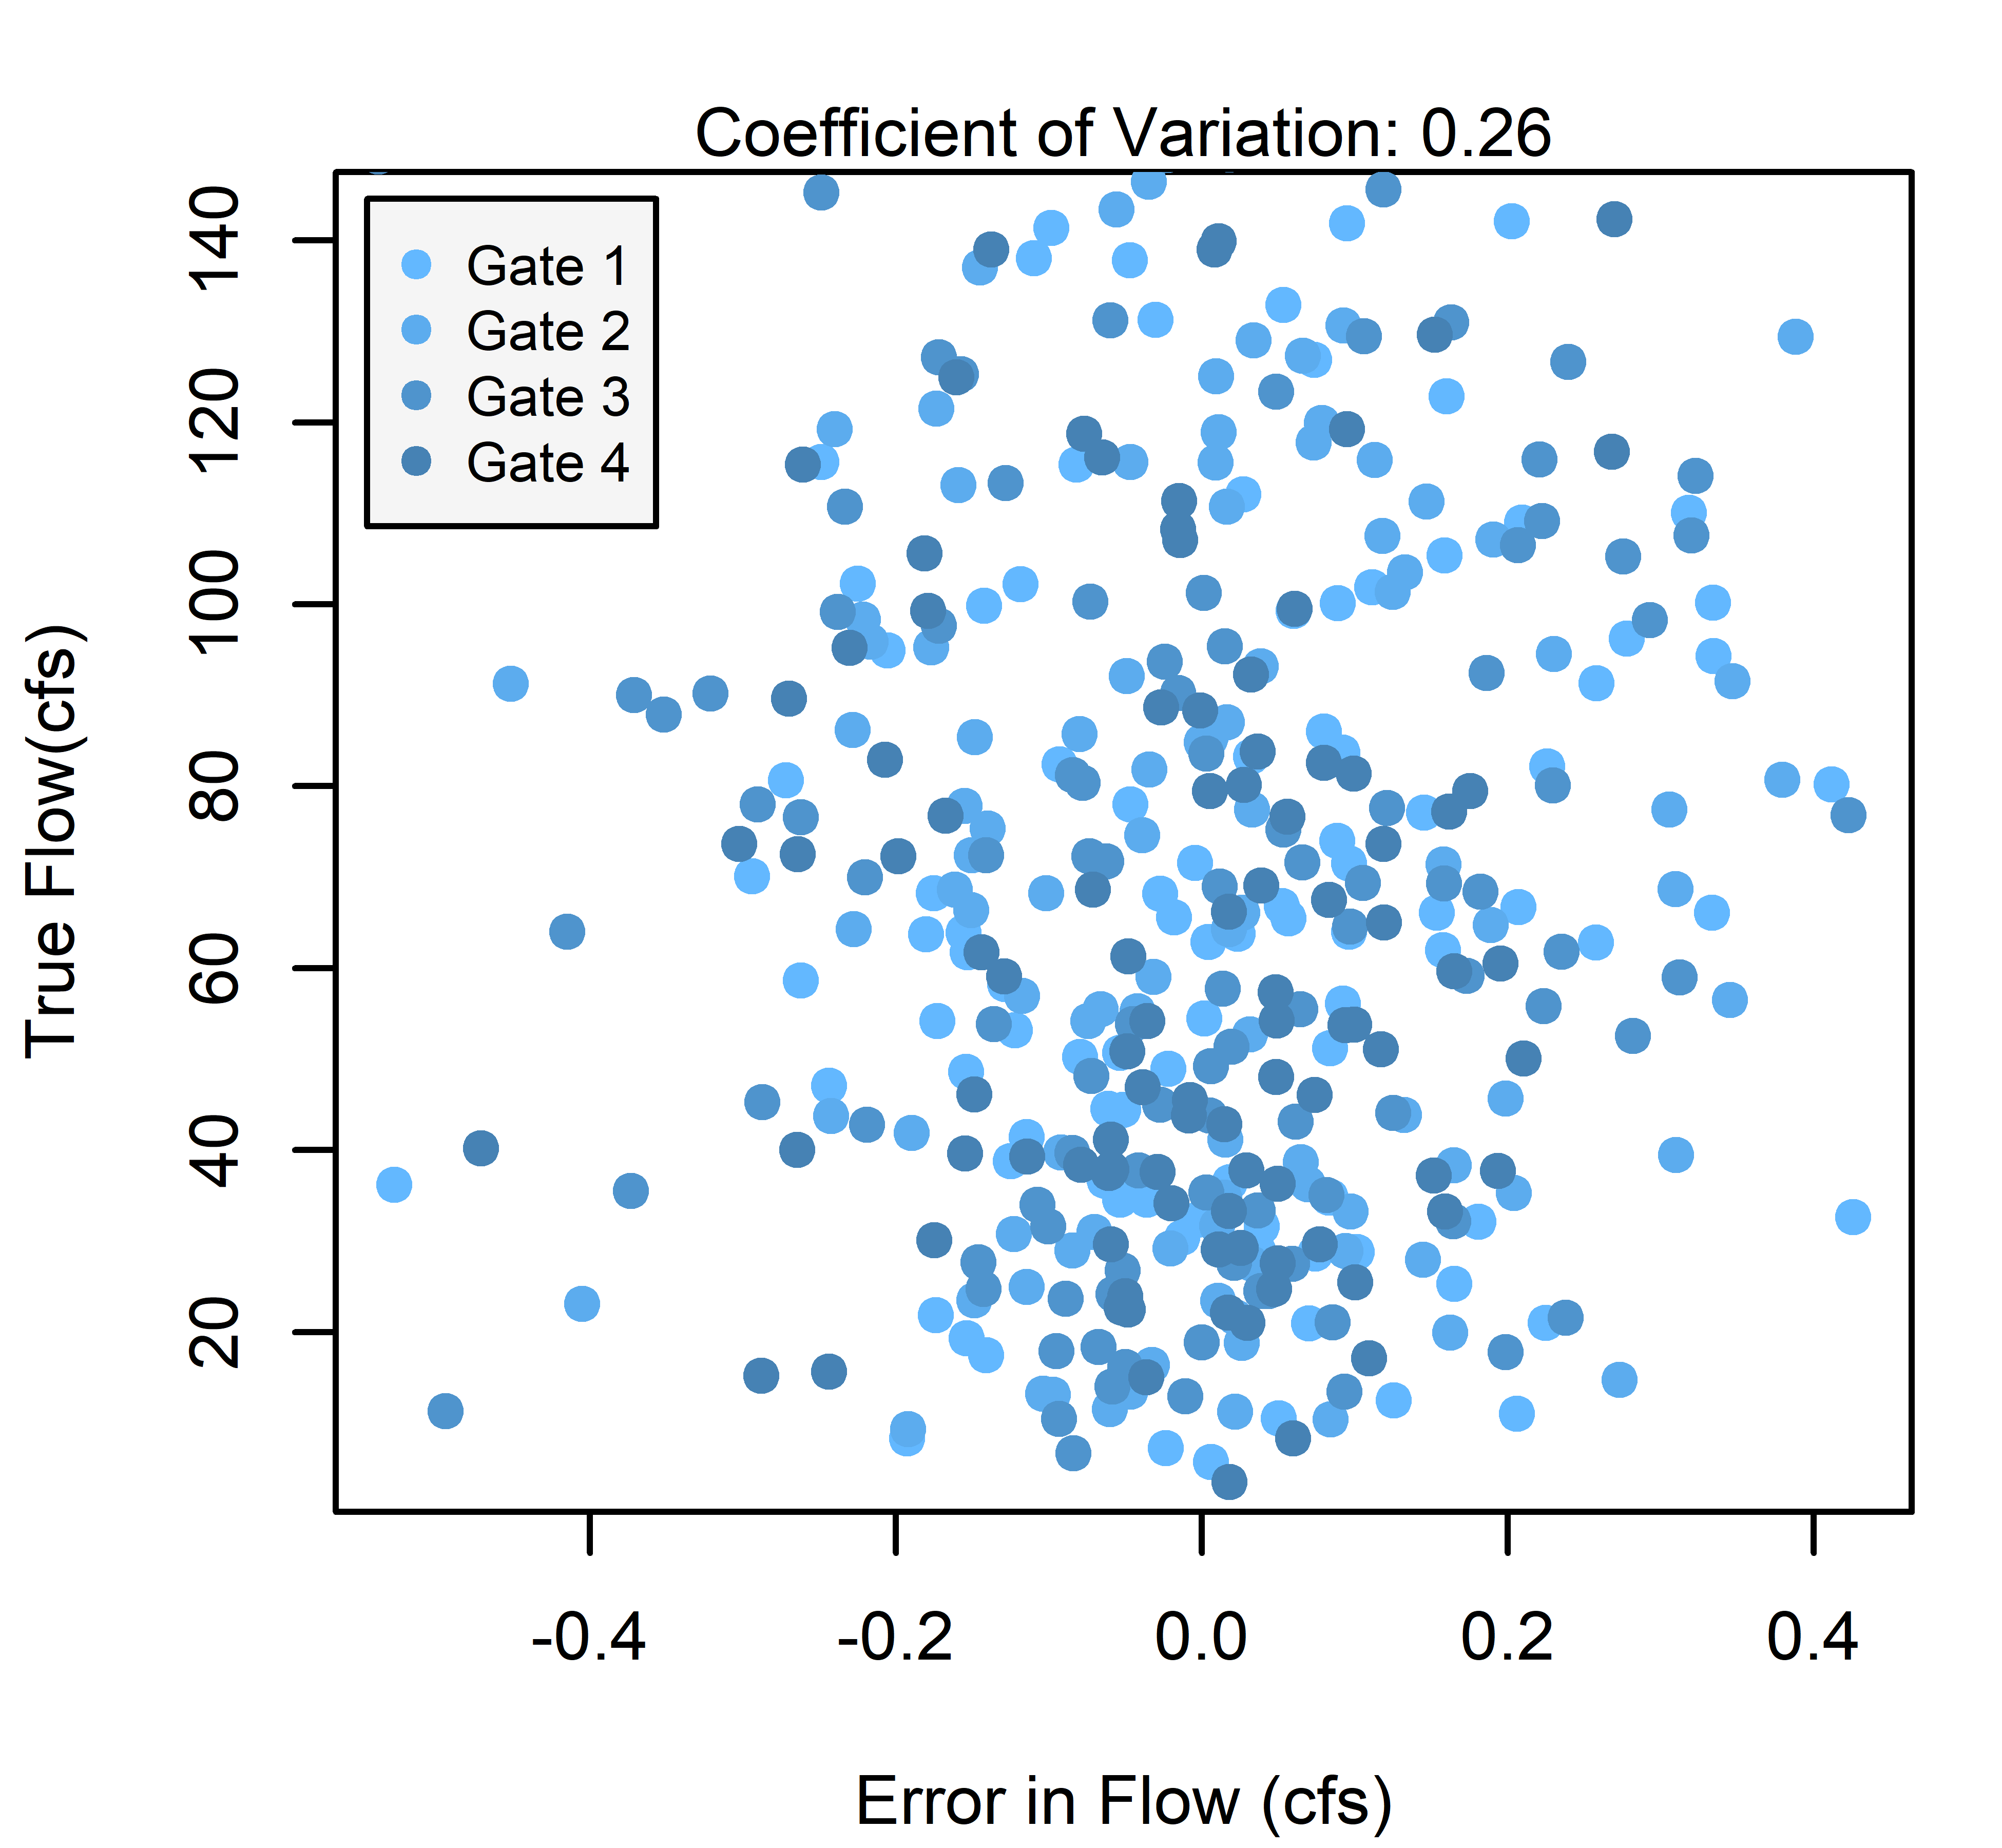 Coefficient of Variation: 0.26
Gate 1
Gate 2
Gate 3
Gate 4
140
120
100
80
60
40
20
True Flow(cfs)
-0.4 -0.2 0.0 0.2 0.4
Error in Flow (cfs)